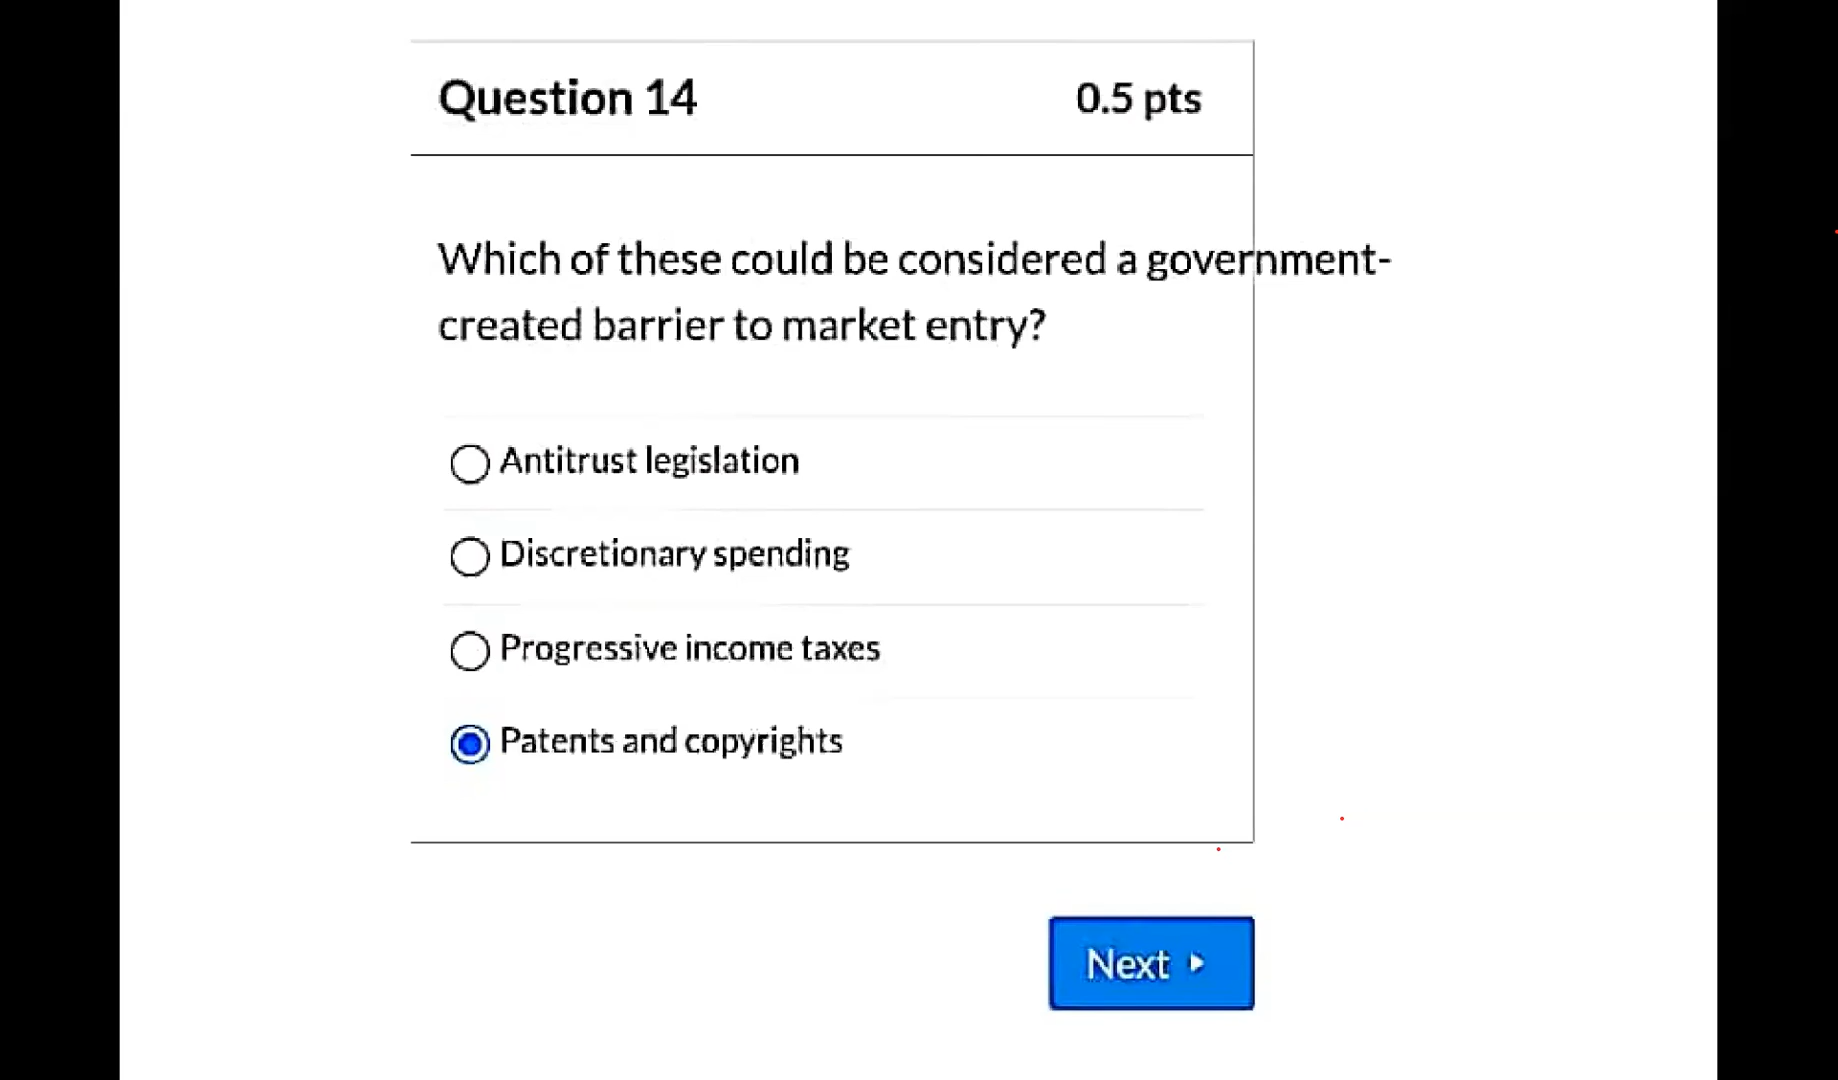 Question 14
0.5 pts
Which of these could be considered a government-
created barrier to market entry?
Antitrust legislation
Discretionary spending
Progressive income taxes
Patents and copyrights
Next